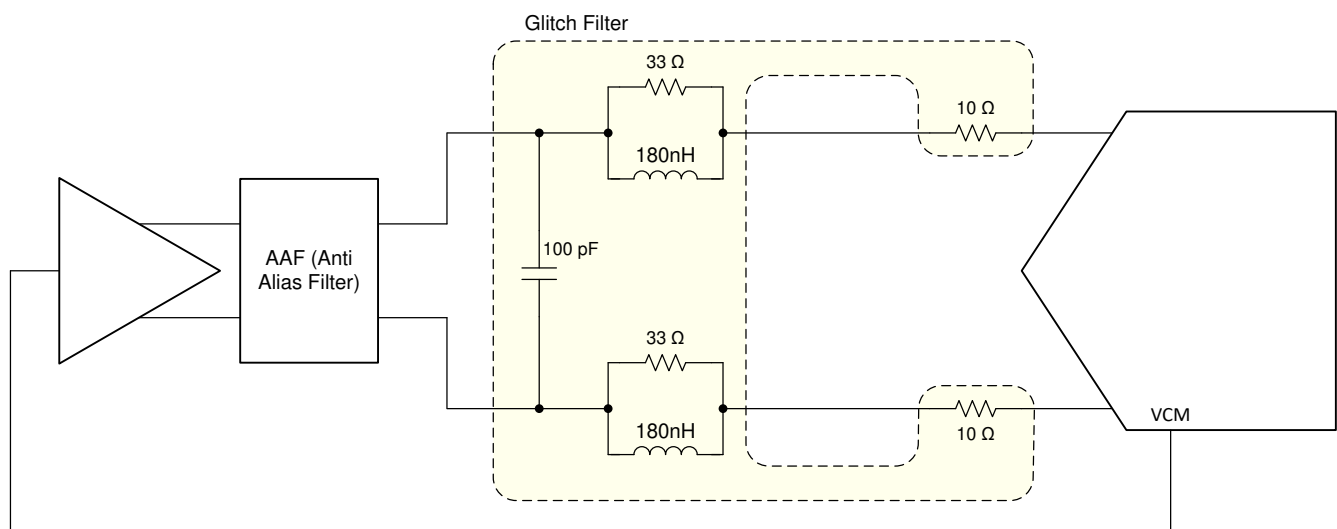 Glitch Filter
33 Ω
10 Ω
180nH
AAF (Anti
Alias Filter)
100 pF
33 Ω
180nH
10 Ω
VCM